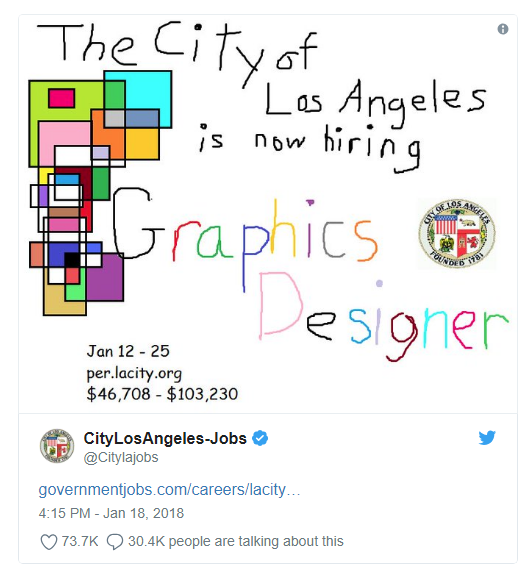 The City of
Los Angeles
is now hiring
Graphics
CITY OF LOS ANGELES
FOUNDED 1781
Designer
Jan 12 - 25
per.lacity.org
$46,708 - $103,230
CityLosAngeles-Jobs
@Citylajobs
governmentjobs.com/careers/lacity…
4:15 PM - Jan 18, 2018
73.7K 30.4K people are talking about this